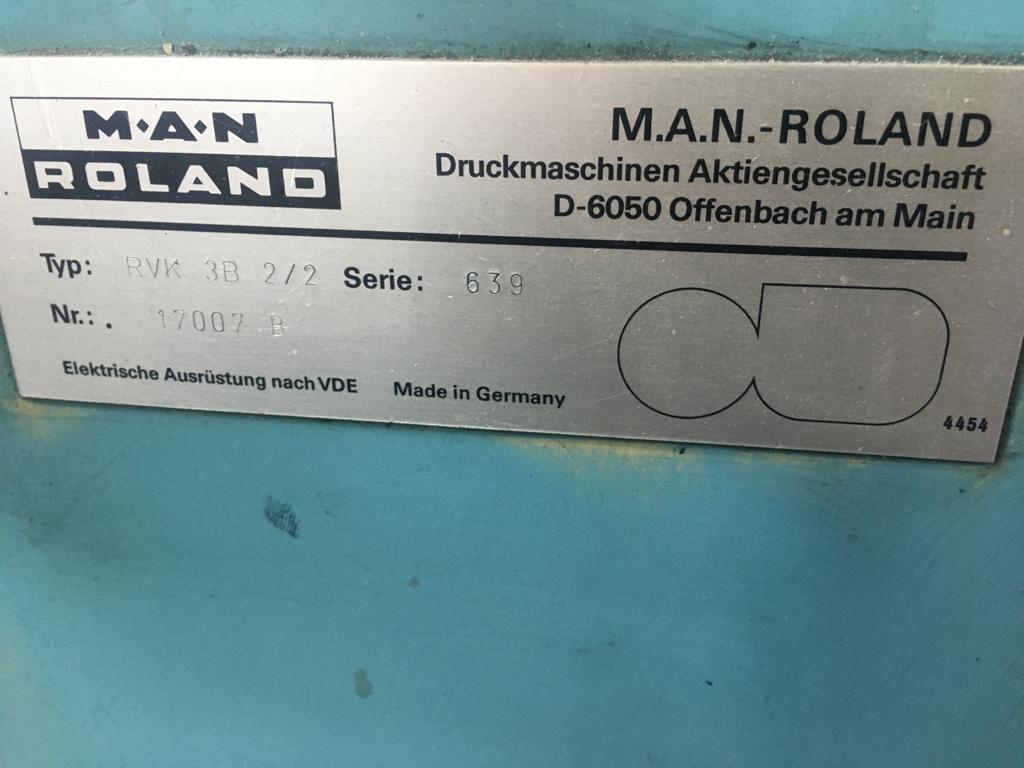 M·A·N
ROLAND
M.A.N.-ROLAND
Druckmaschinen Aktiengesellschaft
D-6050 Offenbach am Main
Typ: RVK 3B 2/2 Serie: 639
Nr.: . 17007 B
Elektrische Ausrüstung nach VDE Made in Germany
4454